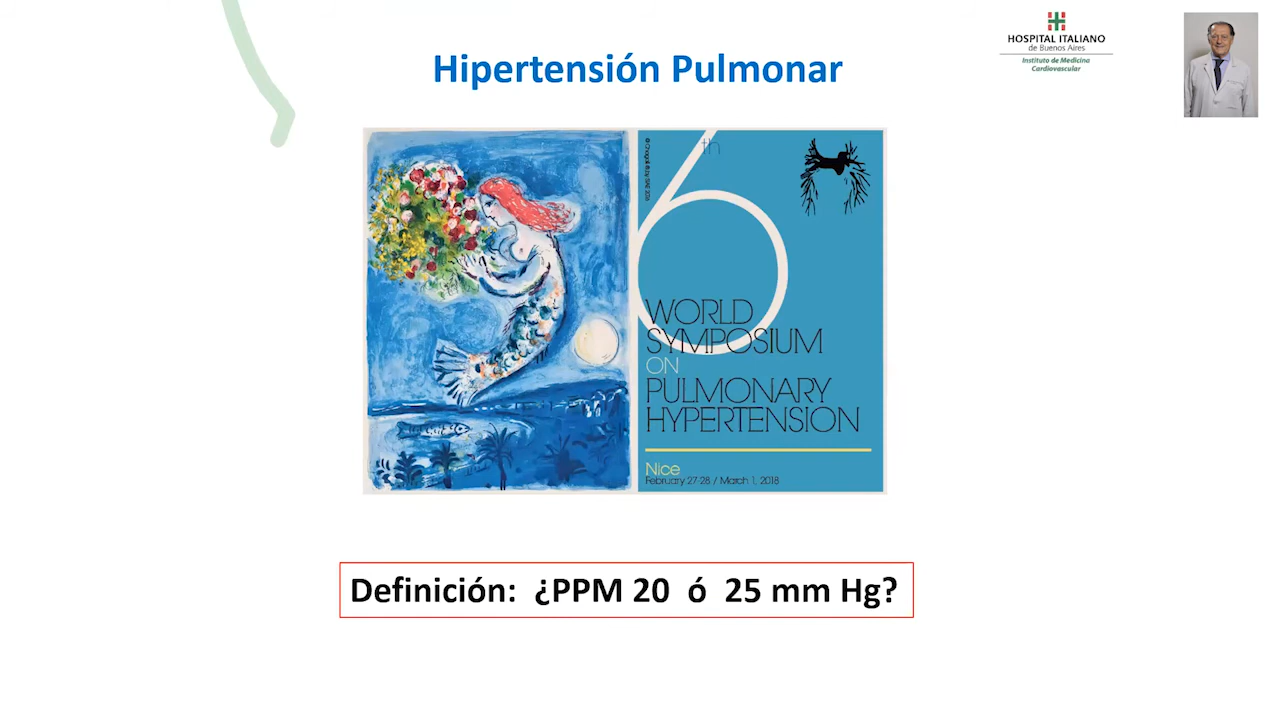 Hipertensión Pulmonar
HOSPITAL ITALIANO
de Buenos Aires
Instituto de Medicina
Cardiovascular
6th
WORLD
SYMPOSIUM
ON
PULMONARY
HYPERTENSION
Nice
February 27-28 / March 1, 2018
Definición: ¿PPM 20 ó 25 mm Hg?